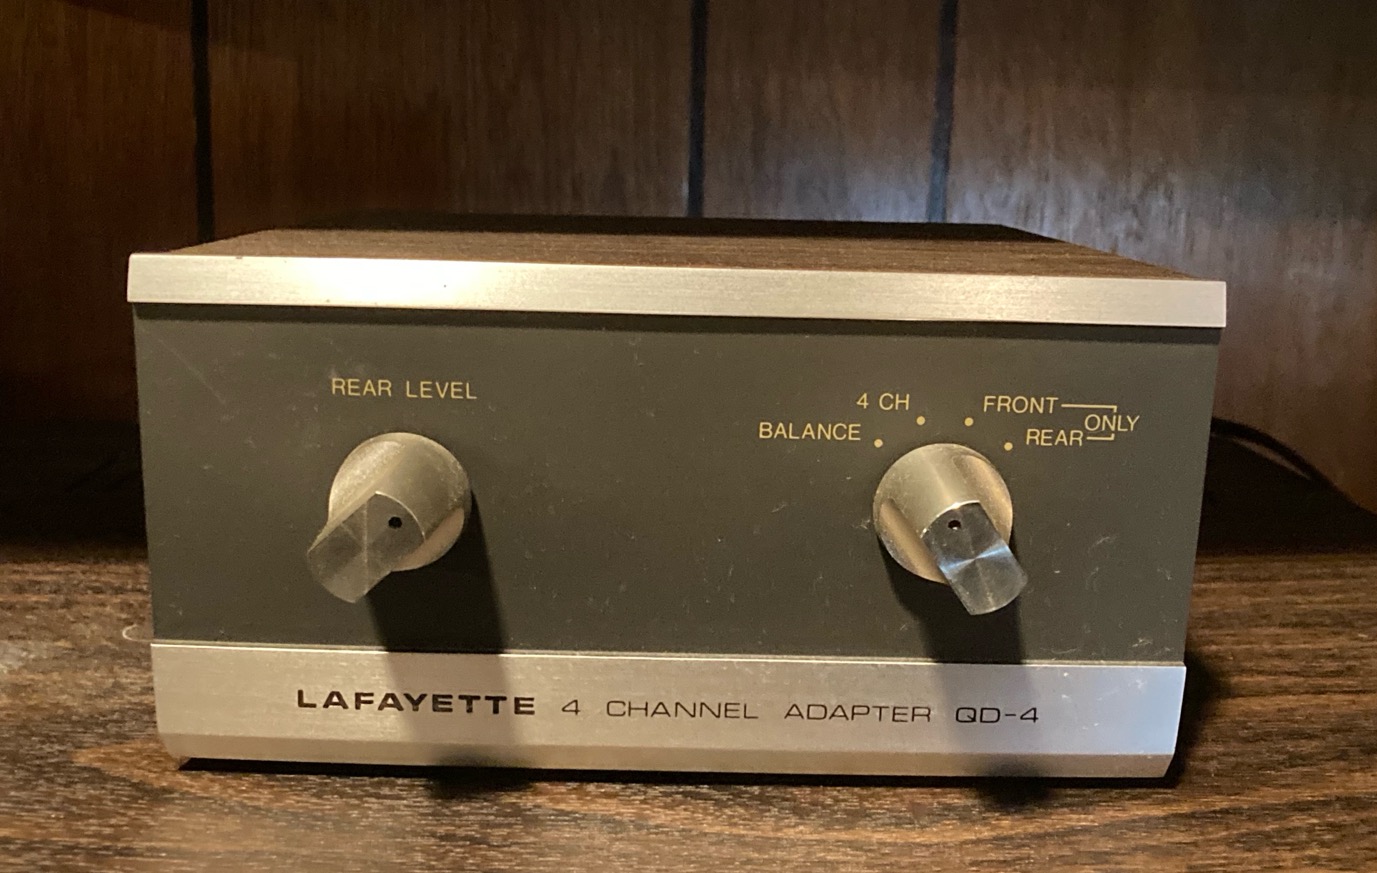 REAR LEVEL
4 CH
BALANCE
FRONT
ONLY
REAR
LAFAYETTE 4 CHANNEL ADAPTER QD-4